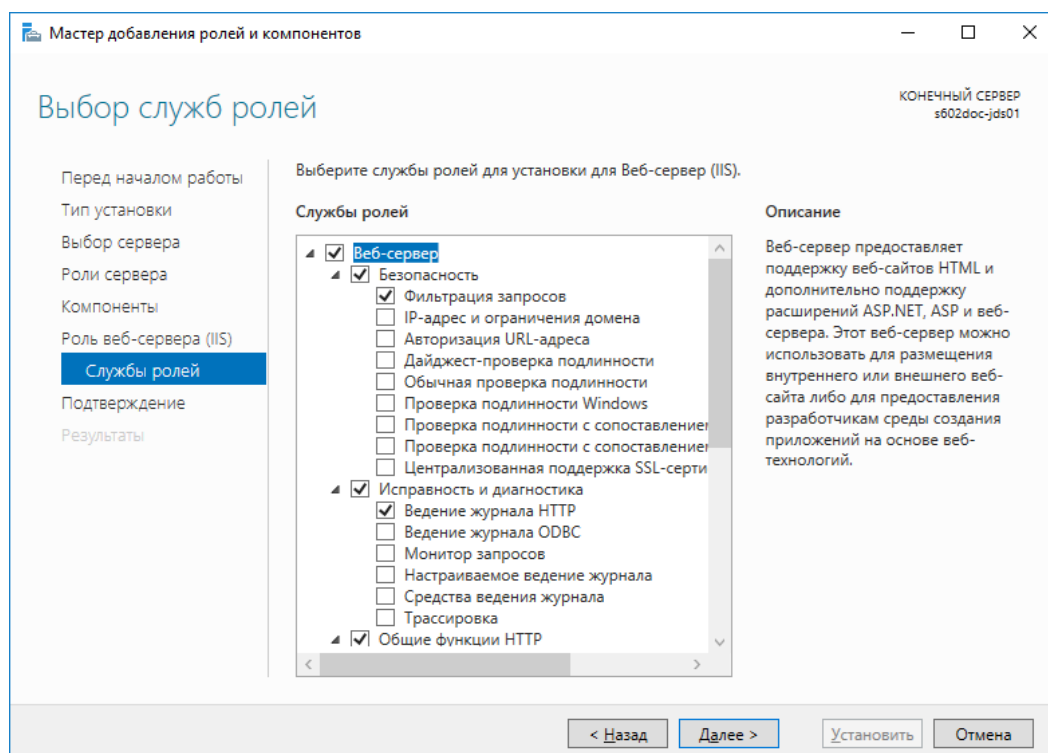 Мастер добавления ролей и компонентов
Выбор служб ролей
КОНЕЧНЫЙ СЕРВЕР
s602doc-jds01
Перед началом работы
Тип установки
Выбор сервера
Роли сервера
Компоненты
Роль веб-сервера (IIS)
Службы ролей
Подтверждение
Результаты
Выберите службы ролей для установки для Веб-сервер (IIS).
Службы ролей
Веб-сервер
Безопасность
Фильтрация запросов
IP-адрес и ограничения домена
Авторизация URL-адреса
Дайджест-проверка подлинности
Обычная проверка подлинности
Проверка подлинности Windows
Проверка подлинности с сопоставлением
Проверка подлинности с сопоставлением
Централизованная поддержка SSL-серти
Исправность и диагностика
Ведение журнала HTTP
Ведение журнала ODBC
Монитор запросов
Настраиваемое ведение журнала
Средства ведения журнала
Трассировка
Общие функции HTTP
Описание
Веб-сервер предоставляет
поддержку веб-сайтов HTML и
дополнительно поддержку
расширений ASP.NET, ASP и веб-
сервера. Этот веб-сервер можно
использовать для размещения
внутреннего или внешнего веб-
сайта либо для предоставления
разработчикам среды создания
приложений на основе веб-
технологий.
< Назад
Далее >
Установить
Отмена